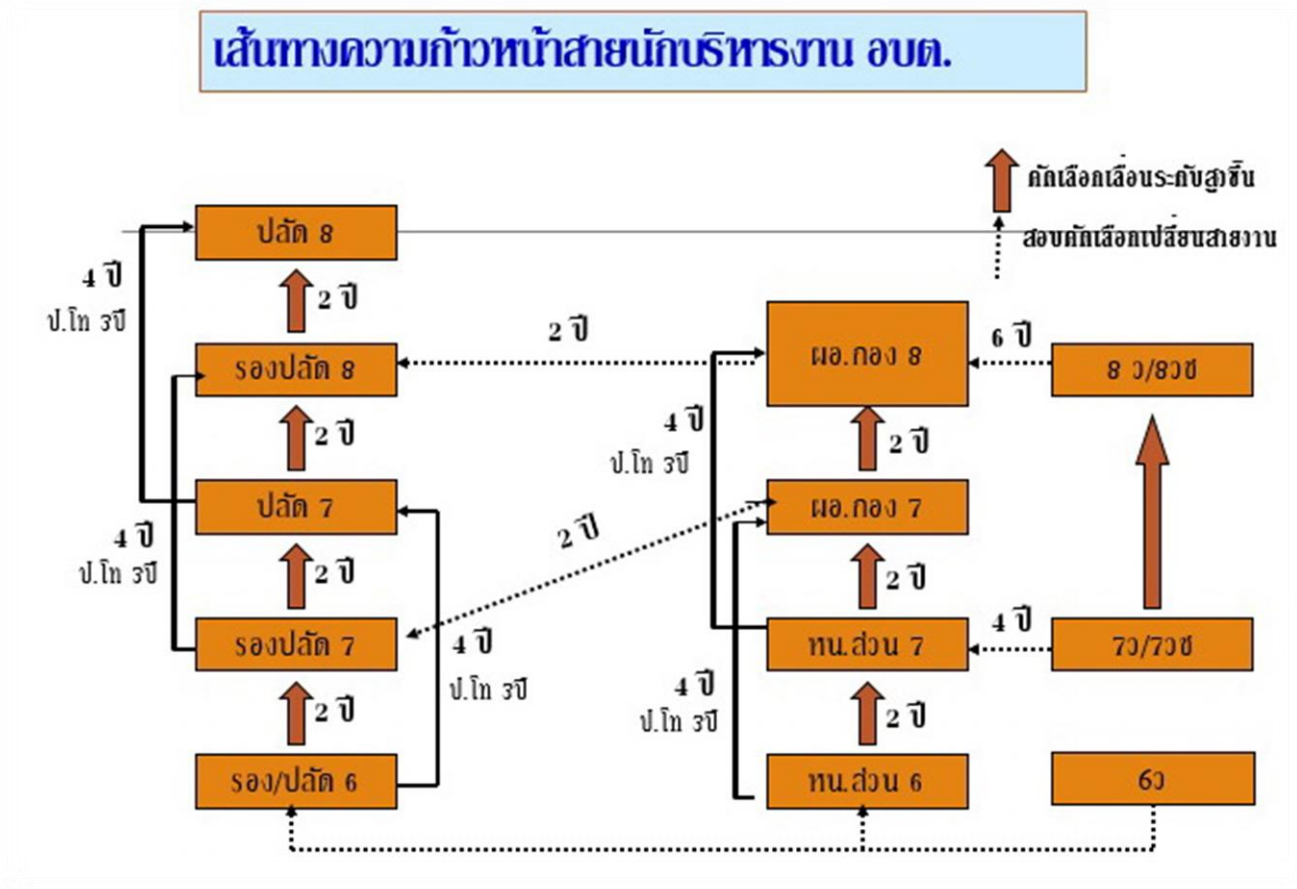 เส้นทางความก้าวหน้าสายนักบริหารงาน อบต.
คัดเลือกเลื่อนระดับสูงขึ้น
สอบคัดเลือกเปลี่ยนสายงาน
ปลัด 8
4 ปี
ป.โท 3ปี
2 ปี
รองปลัด 8
2 ปี
ผอ.กอง 8
6 ปี
8 ว/8วช
2 ปี
4 ปี
ป.โท 3ปี
2 ปี
ปลัด 7
ผอ.กอง 7
4 ปี
ป.โท 3ปี
2 ปี
2 ปี
2 ปี
รองปลัด 7
4 ปี
ป.โท 3ปี
หน.ส่วน 7
4 ปี
7ว/7วช
2 ปี
4 ปี
ป.โท 3ปี
2 ปี
รอง/ปลัด 6
หน.ส่วน 6
6ว